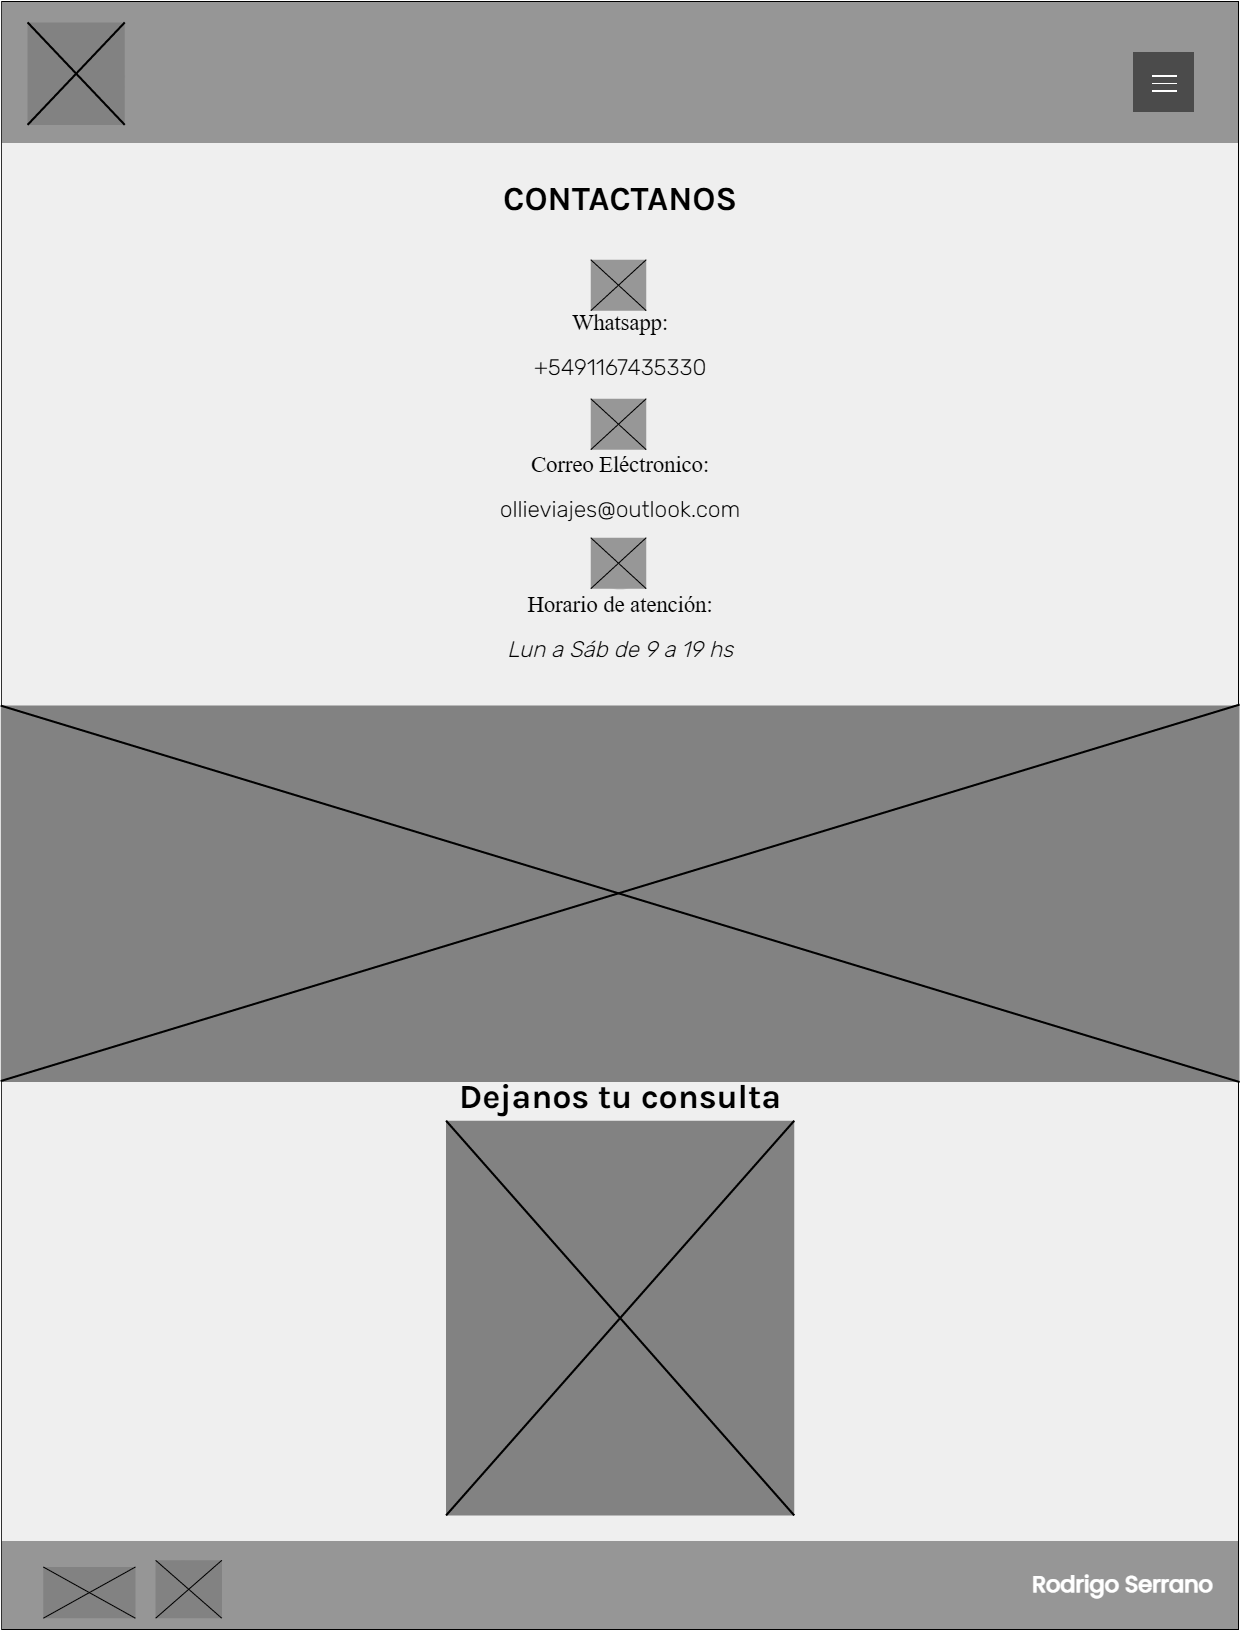 CONTACTANOS
Whatsapp:
+5491167435330
Correo Eléctronico:
ollieviajes@outlook.com
Horario de atención:
Lun a Sáb de 9 a 19 hs
Dejanos tu consulta
Rodrigo Serrano